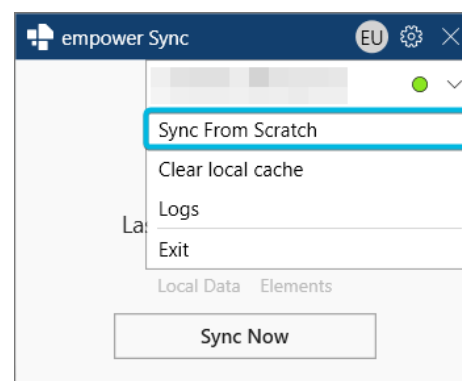 empower Sync EU
Sync From Scratch
Clear local cache
Logs
Exit
Local Data Elements
Sync Now